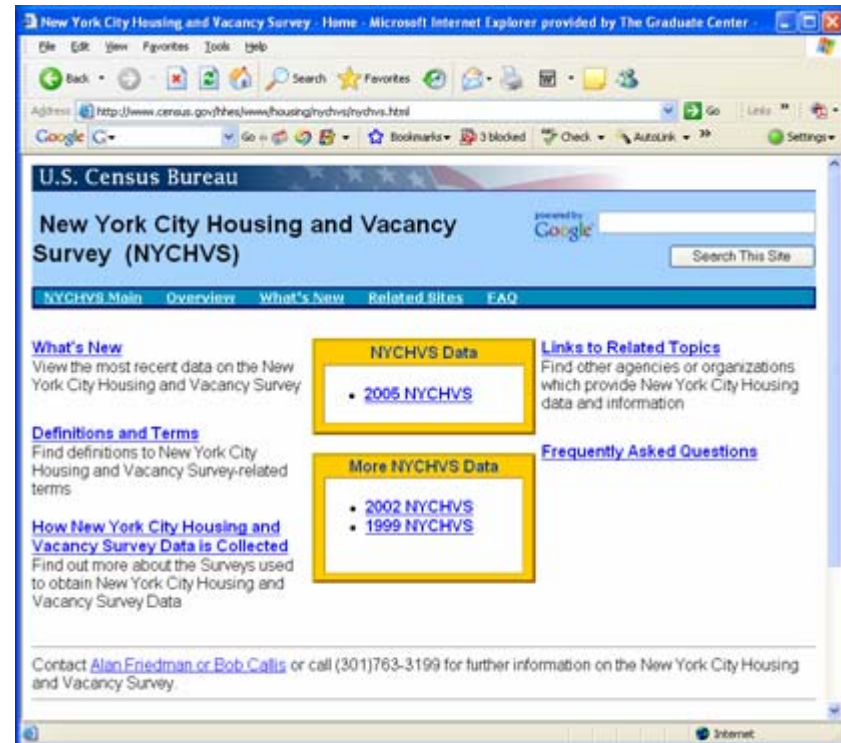 New York City Housing and Vacancy Survey - Home - Microsoft Internet Explorer provided by The Graduate Center -
File Edit View Favorites Tools Help
Back Search Favorites
Address http://www.census.gov/hhes/www/housing/nychvs/nychvs.html Go Links »
Google G Go Bookmarks 3 blocked Check AutoLink » Settings
U.S. Census Bureau
New York City Housing and Vacancy
Survey (NYCHVS)
powered by
Google
Search This Site
NYCHVS Main Overview What's New Related Sites FAQ
What's New
View the most recent data on the New
York City Housing and Vacancy Survey
Definitions and Terms
Find definitions to New York City
Housing and Vacancy Survey-related
terms
How New York City Housing and
Vacancy Survey Data is Collected
Find out more about the Surveys used
to obtain New York City Housing and
Vacancy Survey Data
NYCHVS Data
• 2005 NYCHVS
More NYCHVS Data
• 2002 NYCHVS
• 1999 NYCHVS
Links to Related Topics
Find other agencies or organizations
which provide New York City Housing
data and information
Frequently Asked Questions
Contact Alan Friedman or Bob Callis or call (301)763-3199 for further information on the New York City Housing
and Vacancy Survey.
Internet